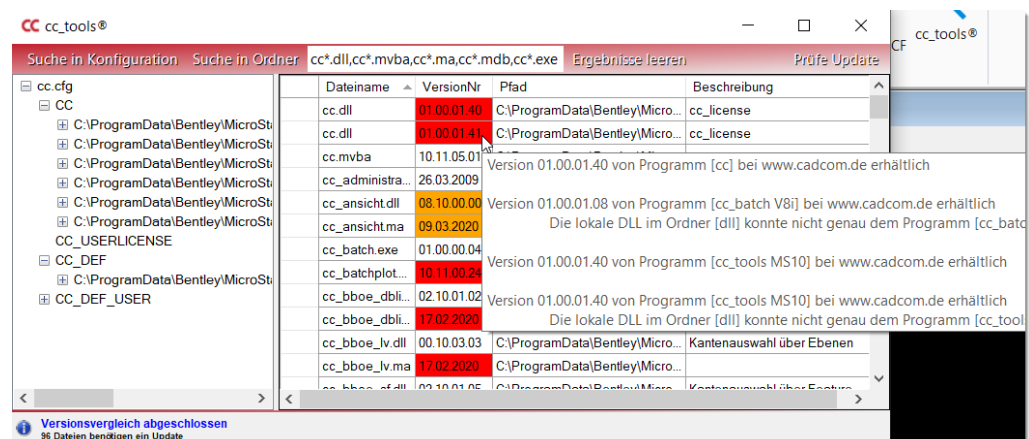 CC cc_tools®
CF cc_tools®
Suche in Konfiguration Suche in Ordner cc*.dll,cc*.mvba,cc*.ma,cc*.mdb,cc*.exe Ergebnisse leeren Prüfe Update
cc.cfg
CC
C:\ProgramData\Bentley\MicroSta
C:\ProgramData\Bentley\MicroSta
C:\ProgramData\Bentley\MicroSta
C:\ProgramData\Bentley\MicroSta
C:\ProgramData\Bentley\MicroSta
C:\ProgramData\Bentley\MicroSta
CC_USERLICENSE
CC_DEF
C:\ProgramData\Bentley\MicroSta
CC_DEF_USER
Dateiname VersionNr Pfad Beschreibung
cc.dll 01.00.01.40 C:\ProgramData\Bentley\Micro... cc_license
cc.dll 01.00.01.41 C:\ProgramData\Bentley\Micro... cc_license
cc.mvba 10.11.05.01
cc_administra... 26.03.2009
cc_ansicht.dll 08.10.00.00
cc_ansicht.ma 09.03.2020
cc_batch.exe 01.00.00.04
cc_batchplot... 10.11.00.24
cc_bboe_dbli... 02.10.01.02
cc_bboe_dbli... 17.02.2020
cc_bboe_lv.dll 00.10.03.03 C:\ProgramData\Bentley\Micro... Kantenauswahl über Ebenen
cc_bboe_lv.ma 17.02.2020 C:\ProgramData\Bentley\Micro...
Version 01.00.01.40 von Programm [cc] bei www.cadcom.de erhältlich
Version 01.00.01.08 von Programm [cc_batch V8i] bei www.cadcom.de erhältlich
Die lokale DLL im Ordner [dll] konnte nicht genau dem Programm [cc_batc
Version 01.00.01.40 von Programm [cc_tools MS10] bei www.cadcom.de erhältlich
Version 01.00.01.40 von Programm [cc_tools MS10] bei www.cadcom.de erhältlich
Die lokale DLL im Ordner [dll] konnte nicht genau dem Programm [cc_tool
Versionsvergleich abgeschlossen
96 Dateien benötigen ein Update